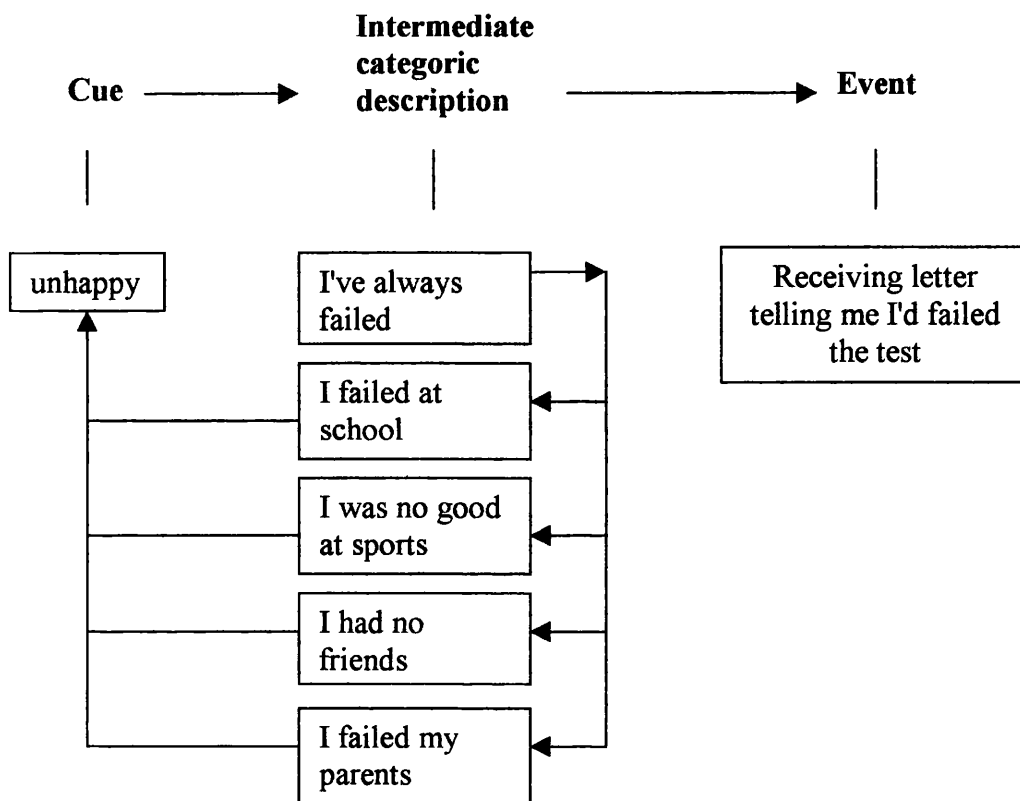 Cue
Intermediate
categoric
description
Event
unhappy
I've always
failed
I failed at
school
I was no good
at sports
I had no
friends
I failed my
parents
Receiving letter
telling me I'd failed
the test